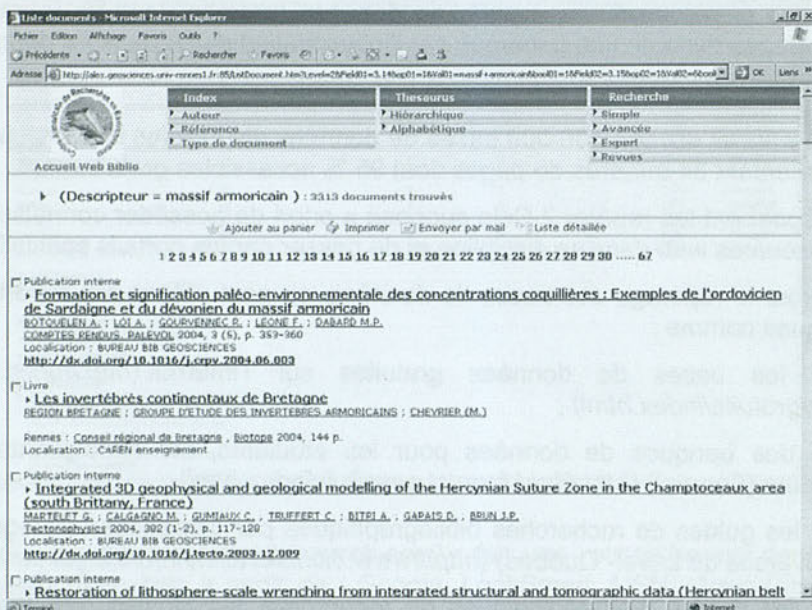 Liste documents - Microsoft Internet Explorer
Fichier Edition Affichage Favoris Outils ?
Précédente Rechercher Favoris
Adresse OK Liens
Index Thesaurus Recherche
Auteur Hiérarchique Simple
Référence Alphabétique Avancée
Type de document Expert
Revues
Accueil Web Biblio
(Descripteur = massif armoricain ) : 3313 documents trouvés
Ajouter au panier Imprimer Envoyer par mail Liste détaillée
1 2 3 4 5 6 7 8 9 10 11 12 13 14 15 16 17 18 19 20 21 22 23 24 25 26 27 28 29 30 ..... 67
Publication interne
Formation et signification paléo-environnementale des concentrations coquillières : Exemples de l'ordovicien
de Sardaigne et du dévonien du massif armoricain
BOTQUELEN A. ; LOI A. ; GOURVENNEC R. ; LEONE F. ; DABARD M.P.
COMPTES RENDUS. PALEVOL 2004, 3 (5), p. 353-360
Localisation : BUREAU BIB GEOSCIENCES
http://dx.doi.org/10.1016/j.crpv.2004.06.003
Livre
Les invertébrés continentaux de Bretagne
REGION BRETAGNE ; GROUPE D'ETUDE DES INVERTEBRES ARMORICAINS ; CHEVRIER (M.)
Rennes : Conseil régional de Bretagne , Biotope 2004, 144 p.
Localisation : CAREN enseignement
Publication interne
Integrated 3D geophysical and geological modelling of the Hercynian Suture Zone in the Champtoceaux area
(south Brittany, France)
MARTELET G. ; CALCAGNO M. ; GUMIAUX C. ; TRUFFERT C. ; BITRI A. ; GAPAIS D. ; BRUN J.P.
Tectonophysics 2004, 382 (1-2), p. 117-128
Localisation : BUREAU BIB GEOSCIENCES
http://dx.doi.org/10.1016/j.tecto.2003.12.009
Publication interne
Restoration of lithosphere-scale wrenching from integrated structural and tomographic data (Hercynian belt
Terminé Internet